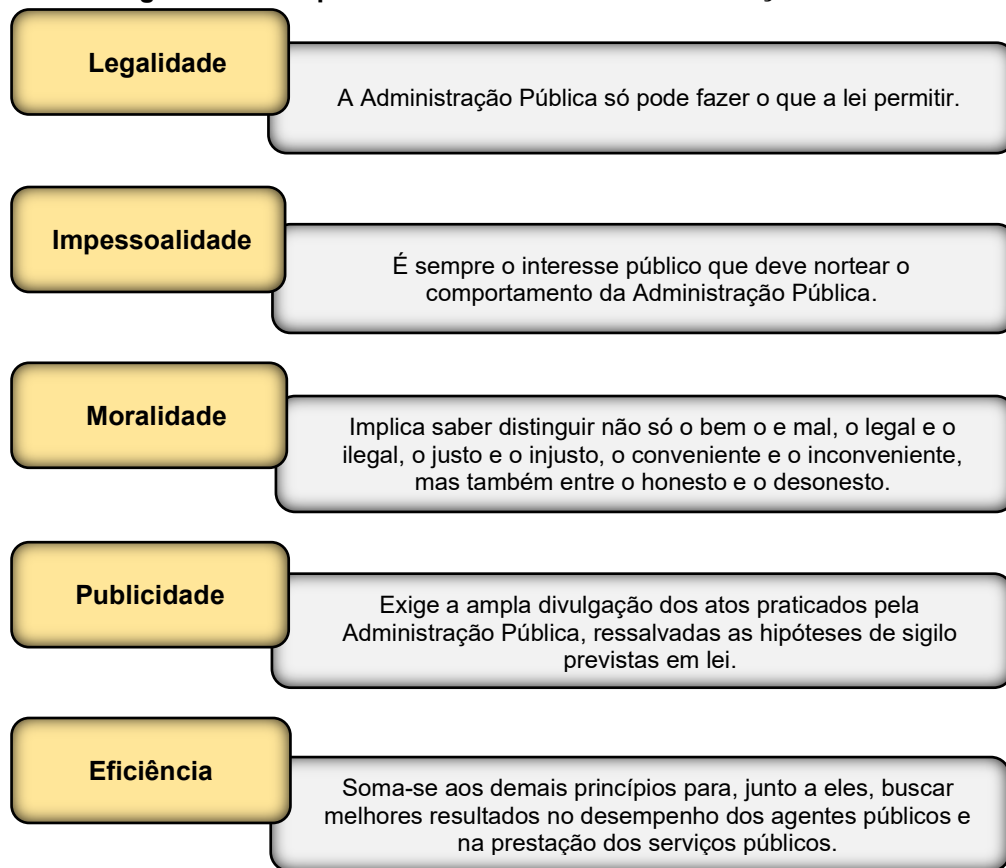 Legalidade
A Administração Pública só pode fazer o que a lei permitir.
Impessoalidade
É sempre o interesse público que deve nortear o
comportamento da Administração Pública.
Moralidade
Implica saber distinguir não só o bem o e mal, o legal e o
ilegal, o justo e o injusto, o conveniente e o inconveniente,
mas também entre o honesto e o desonesto.
Publicidade
Exige a ampla divulgação dos atos praticados pela
Administração Pública, ressalvadas as hipóteses de sigilo
previstas em lei.
Eficiência
Soma-se aos demais princípios para, junto a eles, buscar
melhores resultados no desempenho dos agentes públicos e
na prestação dos serviços públicos.